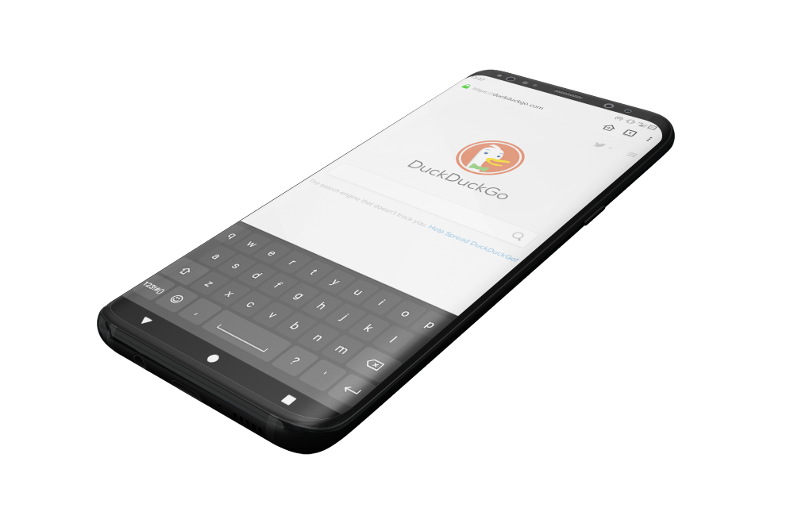 https://duckduckgo.com
DuckDuckGo
The search engine that doesn't track you. Help Spread DuckDuckGo!
q w e r t y u i o p
a s d f g h j k l
z x c v b n m
123!#() , ? '